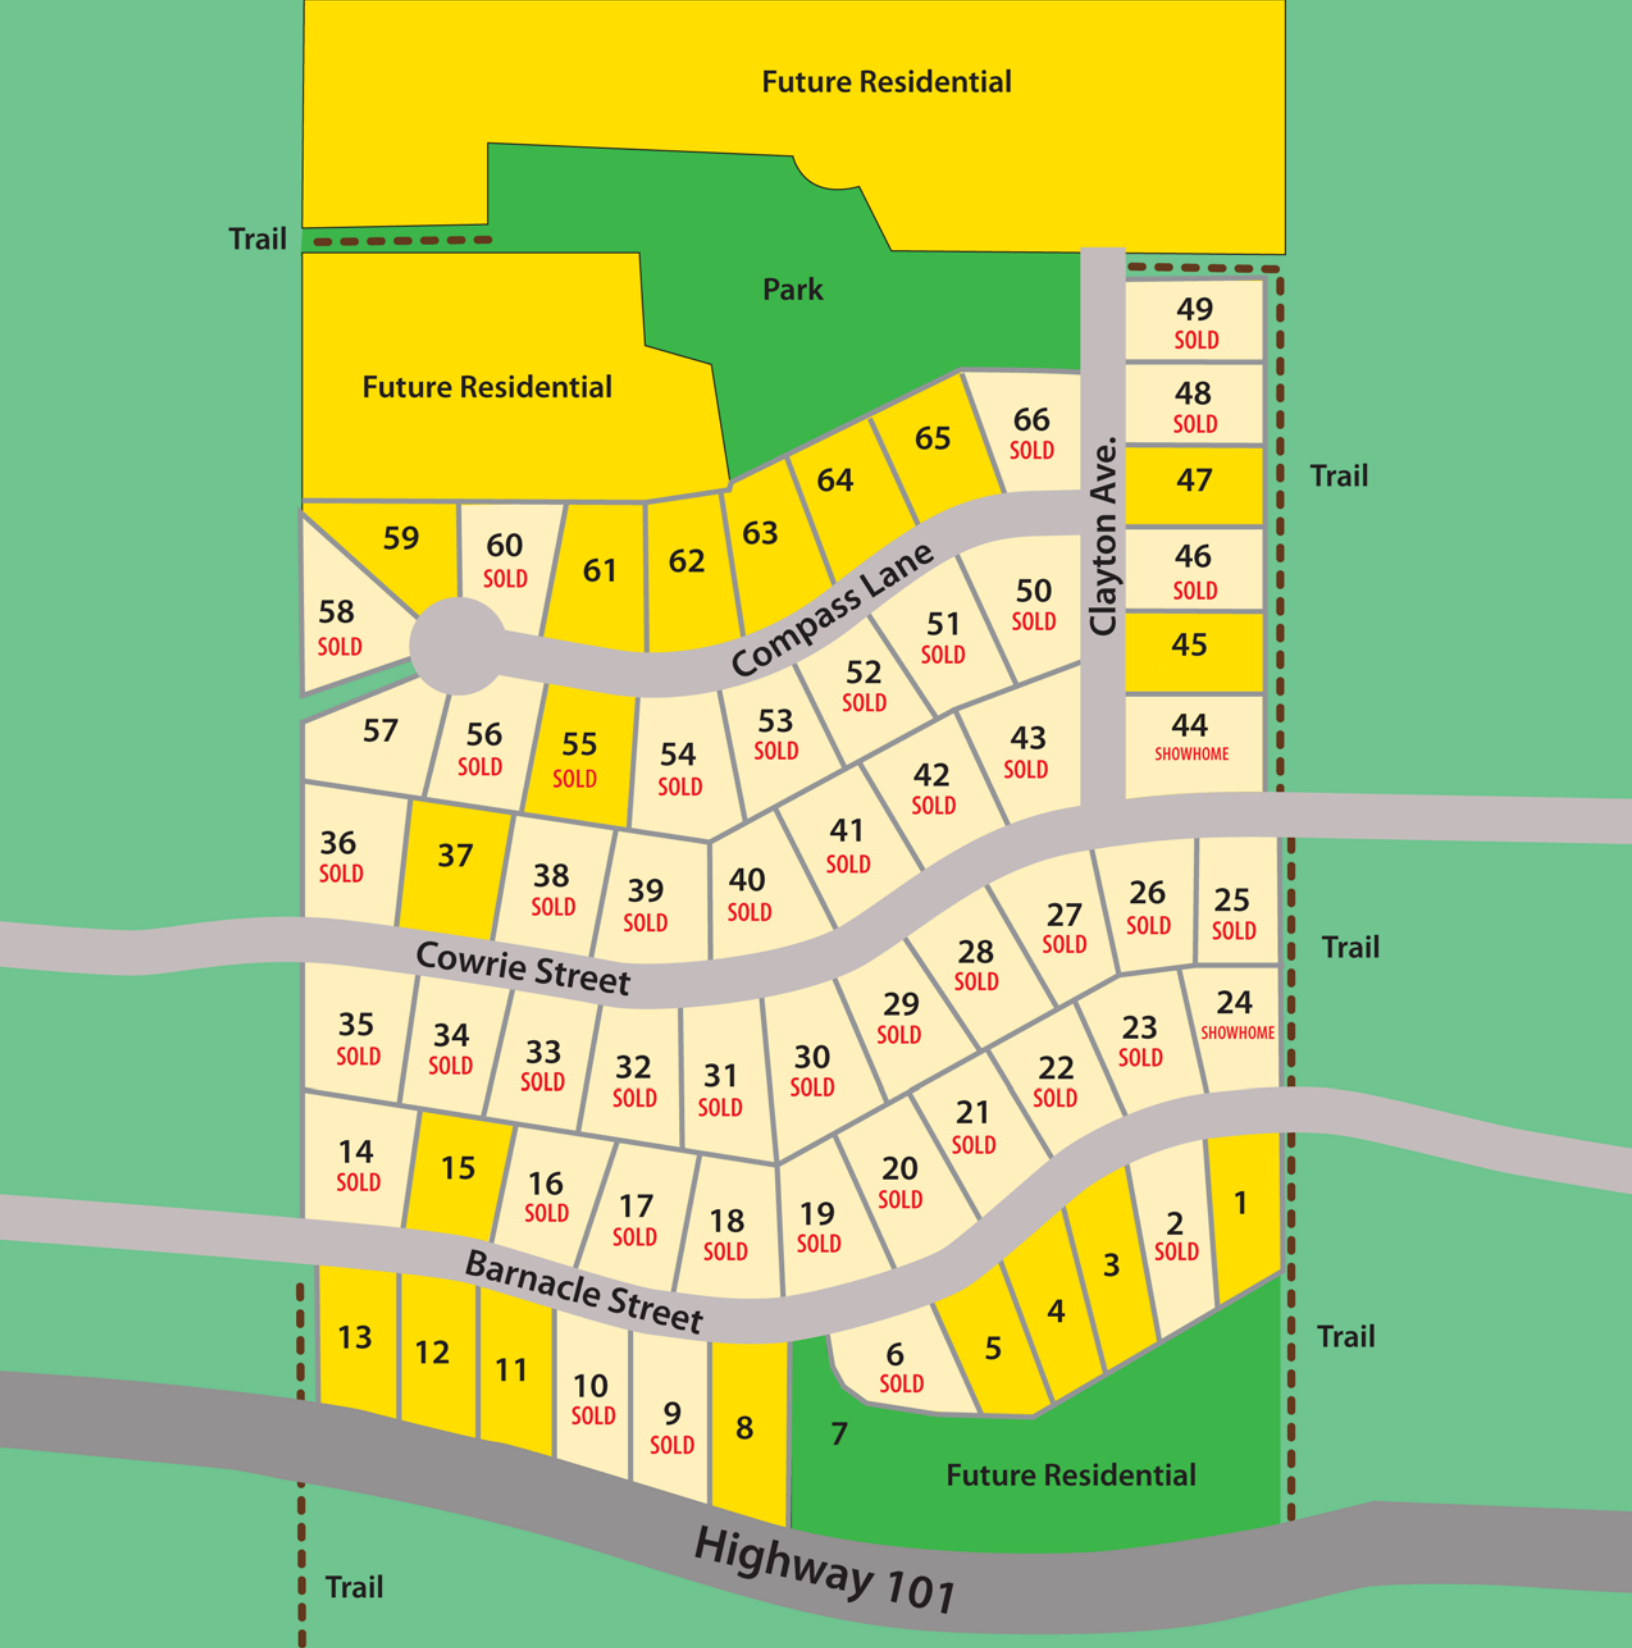 Future Residential
Trail
Park
Future Residential
49
SOLD
48
SOLD
47
46
SOLD
45
44
SHOWHOME
Trail
Clayton Ave.
66
SOLD
65
64
63
62
61
60
SOLD
59
58
SOLD
Compass Lane
57
56
SOLD
55
SOLD
54
SOLD
53
SOLD
52
SOLD
51
SOLD
50
SOLD
36
SOLD
37
38
SOLD
39
SOLD
40
SOLD
41
SOLD
42
SOLD
43
SOLD
Cowrie Street
35
SOLD
34
SOLD
33
SOLD
32
SOLD
31
SOLD
30
SOLD
29
SOLD
28
SOLD
27
SOLD
26
SOLD
25
SOLD
Trail
14
SOLD
15
16
SOLD
17
SOLD
18
SOLD
19
SOLD
20
SOLD
21
SOLD
22
SOLD
23
SOLD
24
SHOWHOME
Barnacle Street
13
12
11
10
SOLD
9
SOLD
8
7
6
SOLD
5
4
3
2
SOLD
1
Trail
Future Residential
Highway 101
Trail